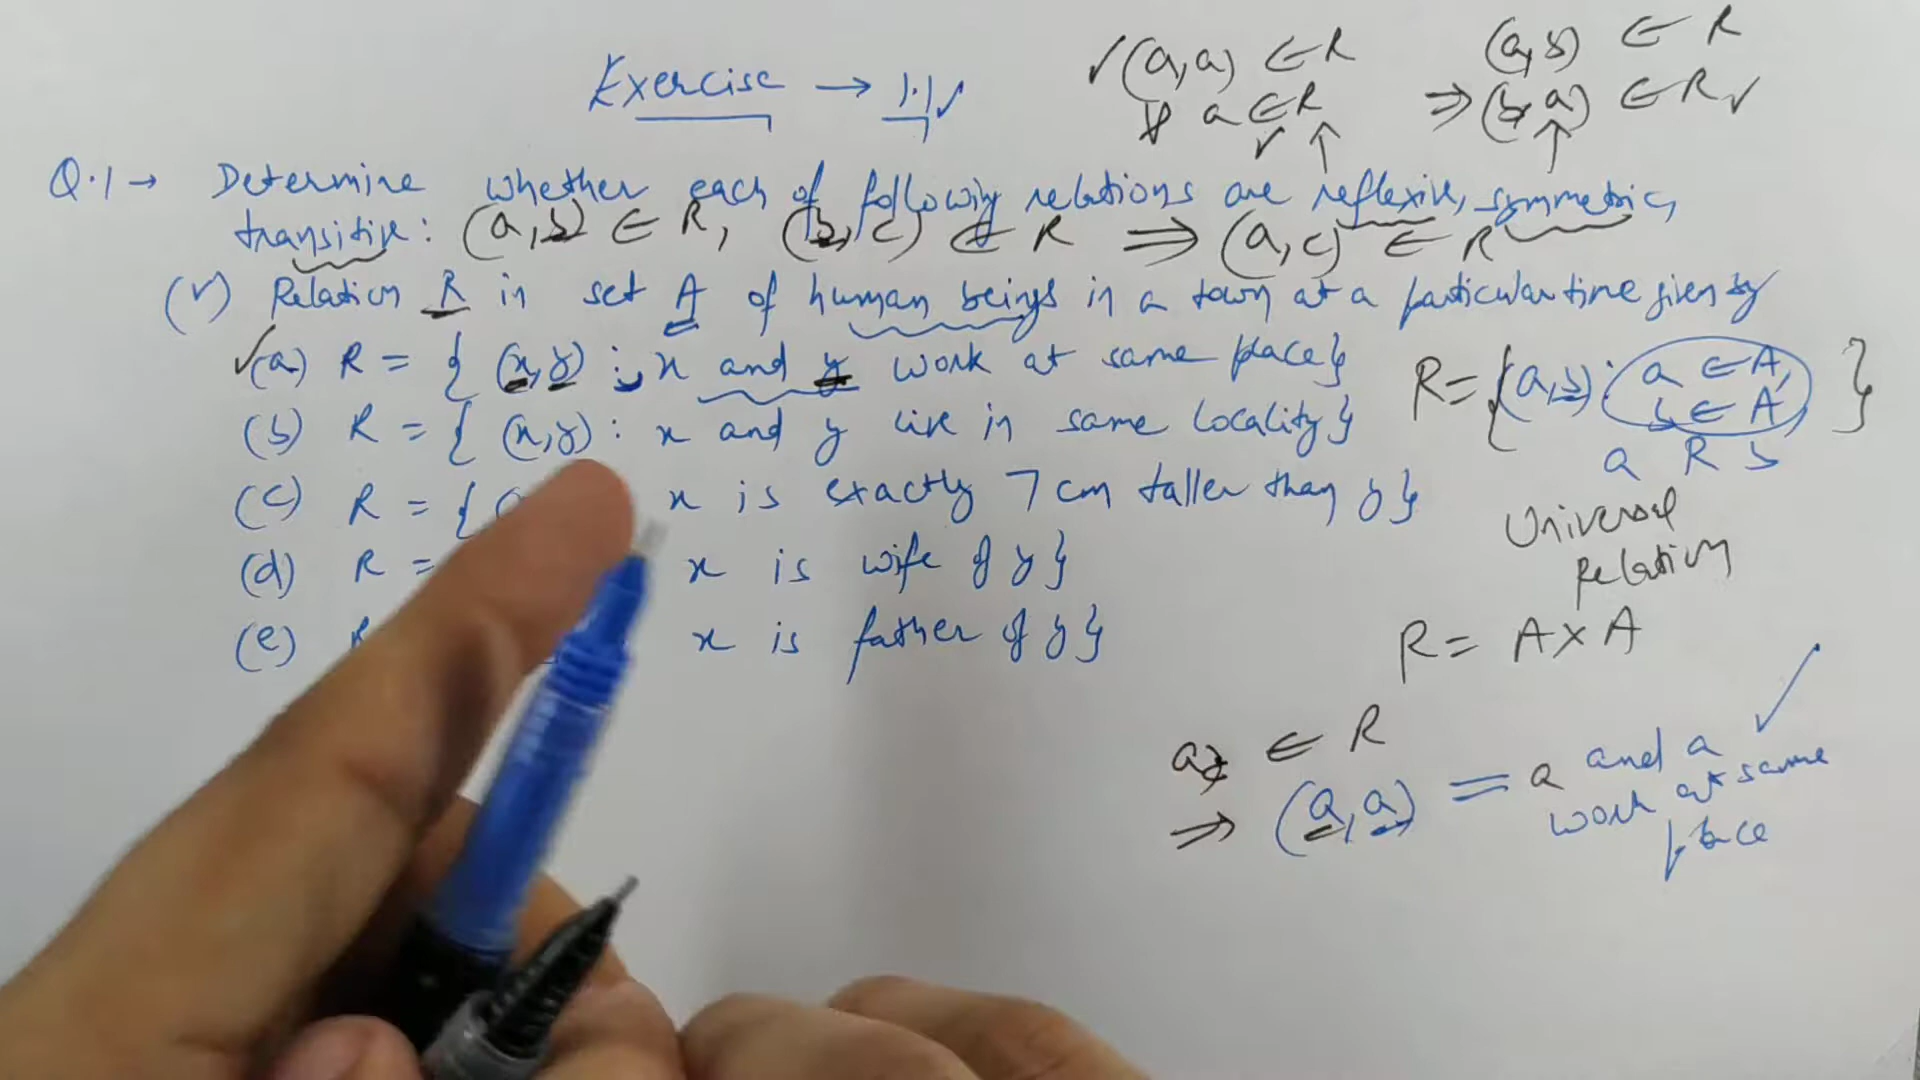 Exercise → 1.1 ✓
✓(a,a) ∈ R
∀ a ∈ R
✓ ↑
(a,b) ∈ R
⇒ (b,a) ∈ R ✓
↑
Q.1 → Determine whether each of following relations are reflexive, symmetric,
transitive: (a,b) ∈ R, (b,c) ∈ R ⇒ (a,c) ∈ R
(v) Relation R in set A of human beings in a town at a particular time given by
✓(a) R = { (x,y) : x and y work at same place}
(b) R = { (x,y) : x and y live in same locality}
(c) R = { x is exactly 7 cm taller than y}
(d) R = x is wife of y}
(e) R x is father of y}
R = {(a,b) : a ∈ A,
b ∈ A }
a R b
Universal
Relation
R = A × A
a ∈ R
⇒ (a,a) = a and a
work at same
place
✓